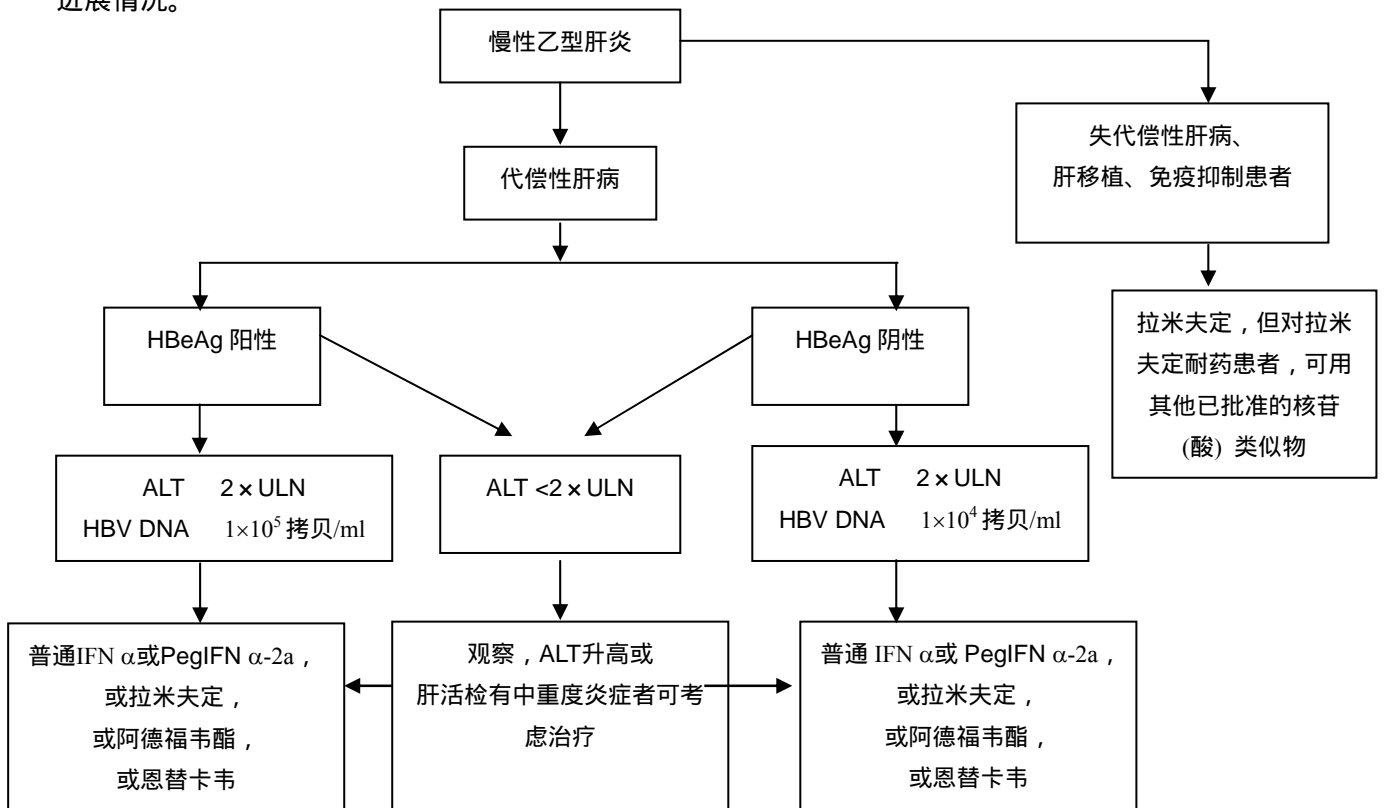 进展情况。
慢性乙型肝炎
失代偿性肝病、
肝移植、免疫抑制患者
代偿性肝病
HBeAg 阳性
HBeAg 阴性
拉米夫定，但对拉米
夫定耐药患者，可用
其他已批准的核苷
(酸) 类似物
ALT 2×ULN
HBV DNA 1×10⁵ 拷贝/ml
ALT <2×ULN
ALT 2×ULN
HBV DNA 1×10⁴ 拷贝/ml
普通IFN α或PegIFN α-2a，
或拉米夫定，
或阿德福韦酯，
或恩替卡韦
观察，ALT升高或
肝活检有中重度炎症者可考
虑治疗
普通 IFN α或 PegIFN α-2a，
或拉米夫定，
或阿德福韦酯，
或恩替卡韦